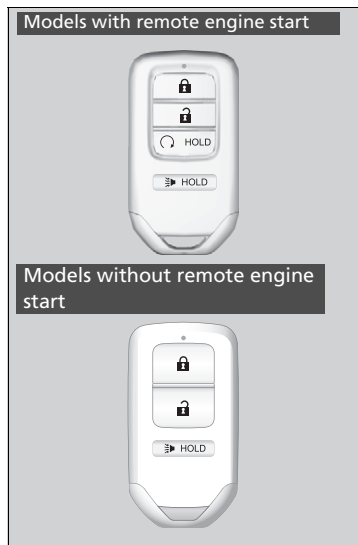 Models with remote engine start
HOLD
HOLD
Models without remote engine
start
HOLD